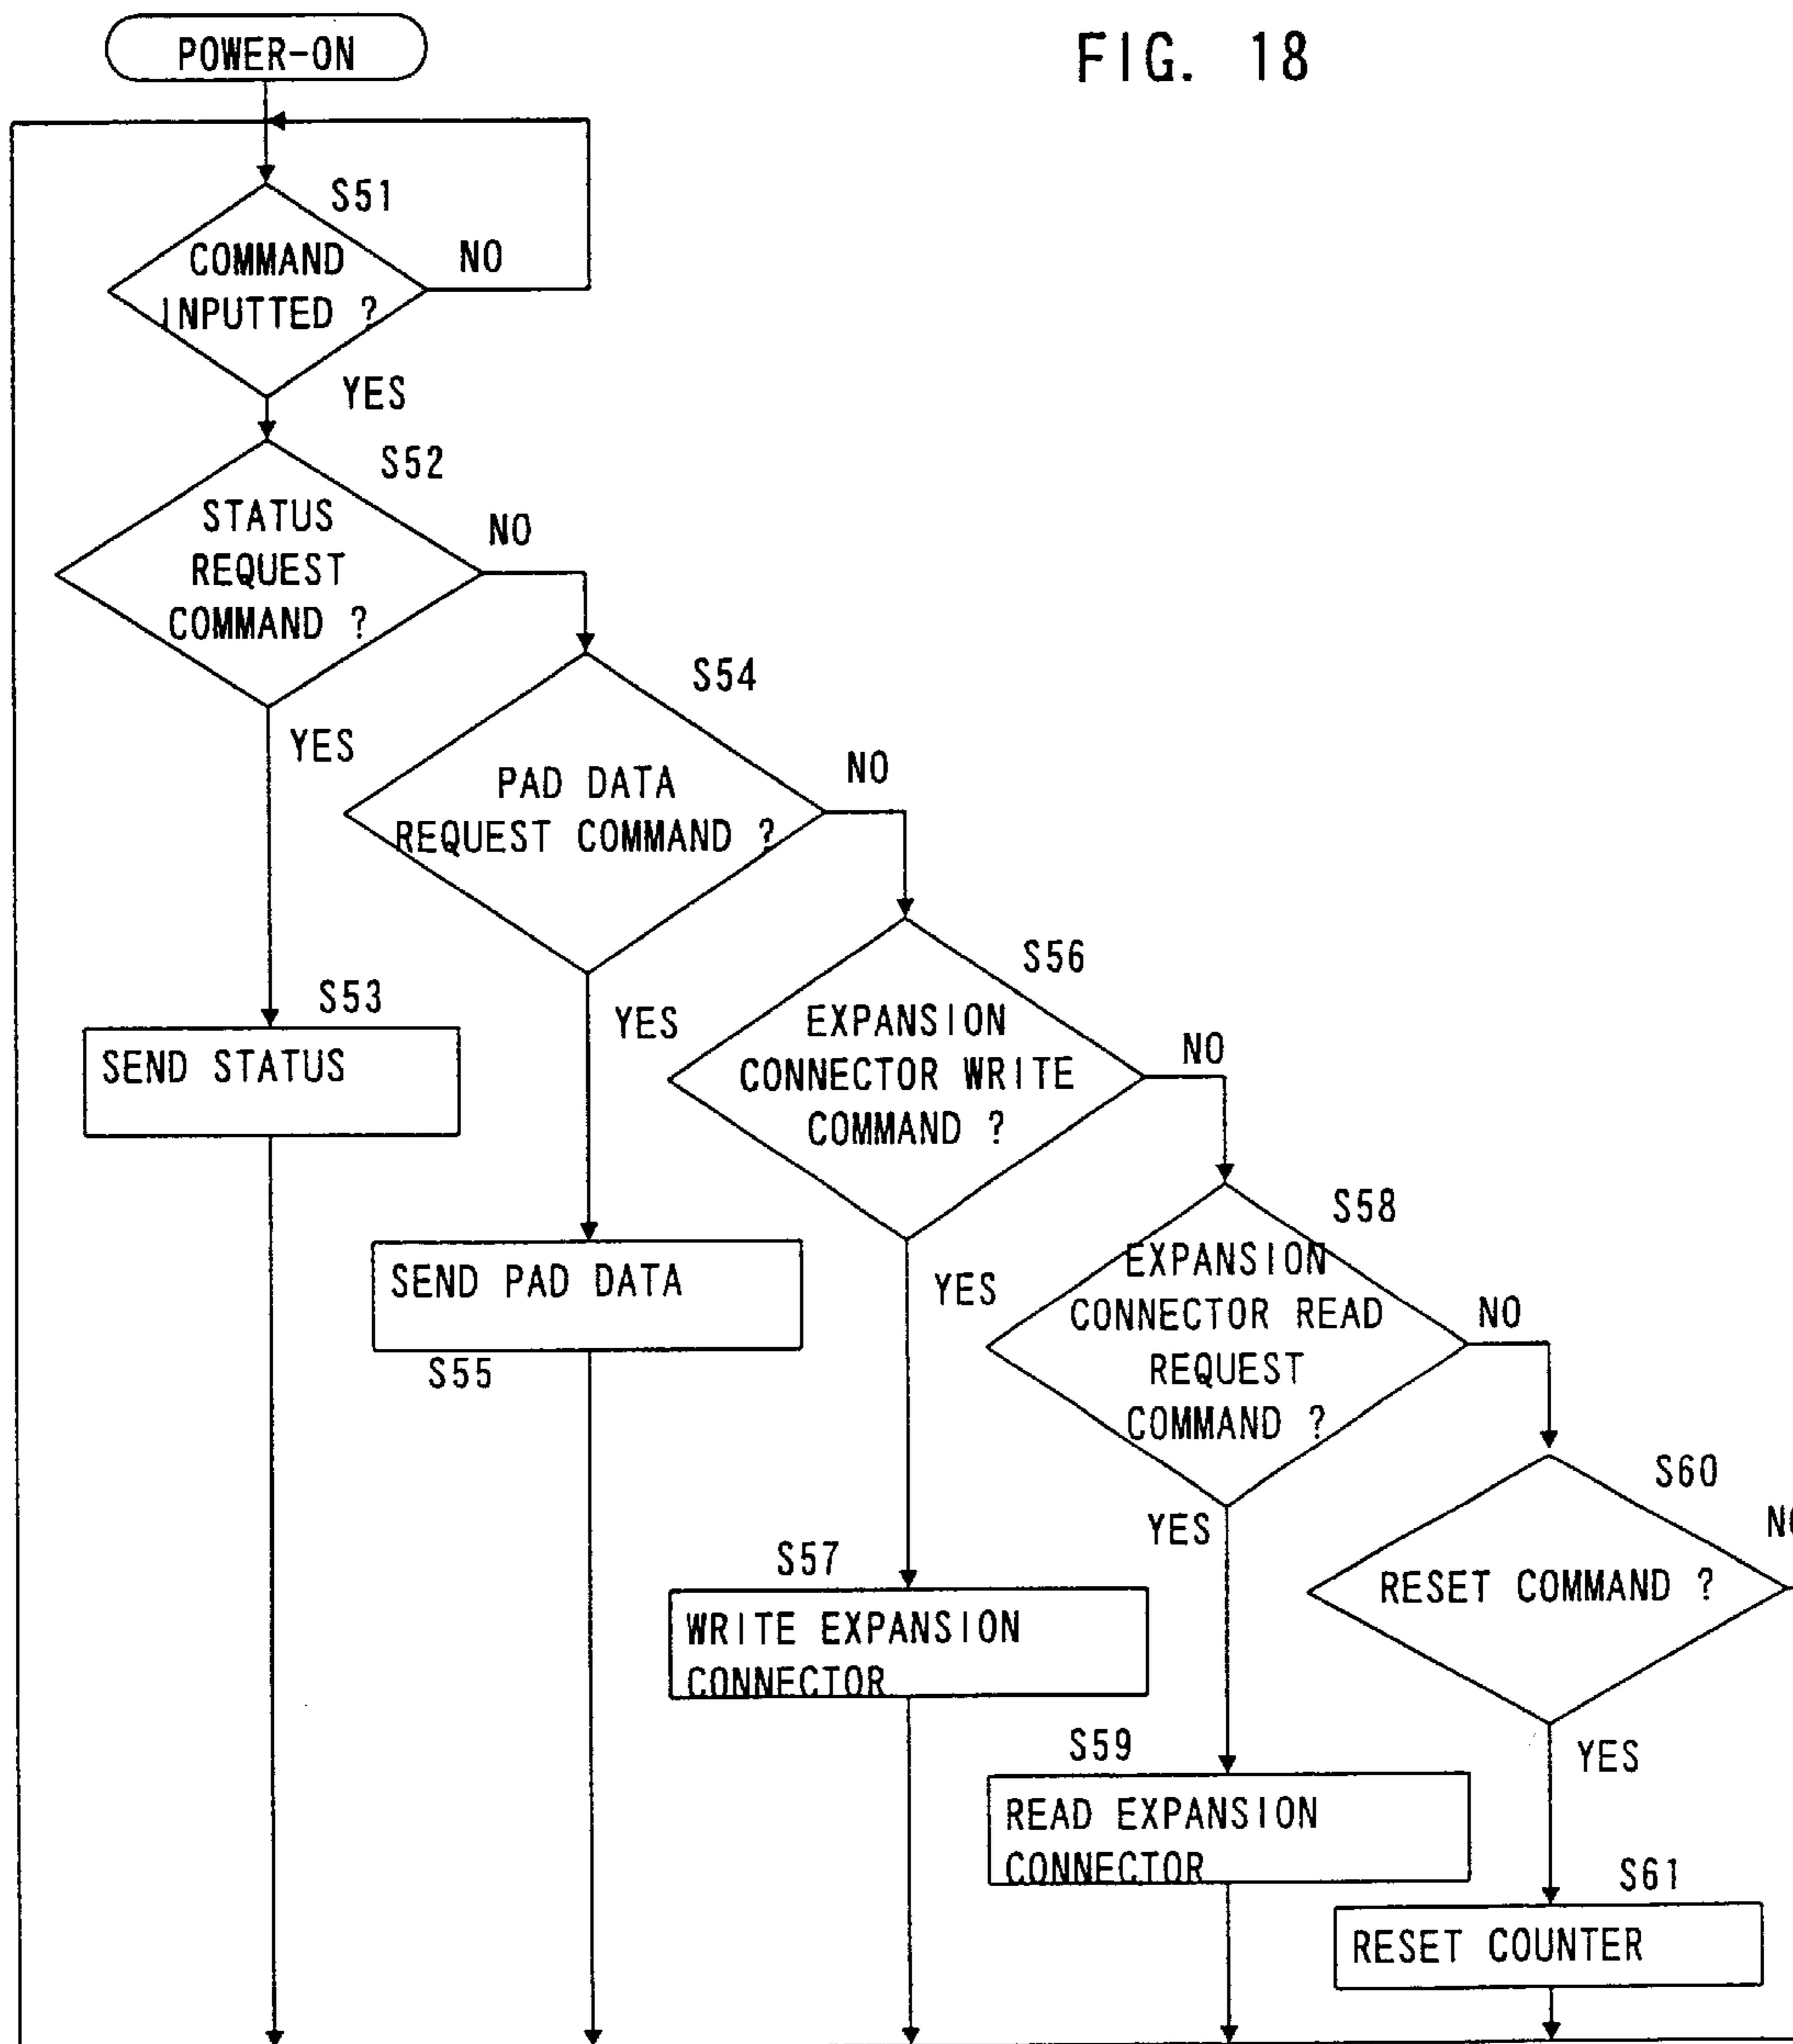 FIG. 18
POWER-ON
S51
COMMAND
INPUTTED ?
NO
YES
S52
STATUS
REQUEST
COMMAND ?
NO
YES
S53
SEND STATUS
S54
PAD DATA
REQUEST COMMAND ?
NO
YES
SEND PAD DATA
S55
S56
EXPANSION
CONNECTOR WRITE
COMMAND ?
NO
YES
S57
WRITE EXPANSION
CONNECTOR
S58
EXPANSION
CONNECTOR READ
REQUEST
COMMAND ?
NO
YES
S59
READ EXPANSION
CONNECTOR
S60
RESET COMMAND ?
NO
YES
S61
RESET COUNTER